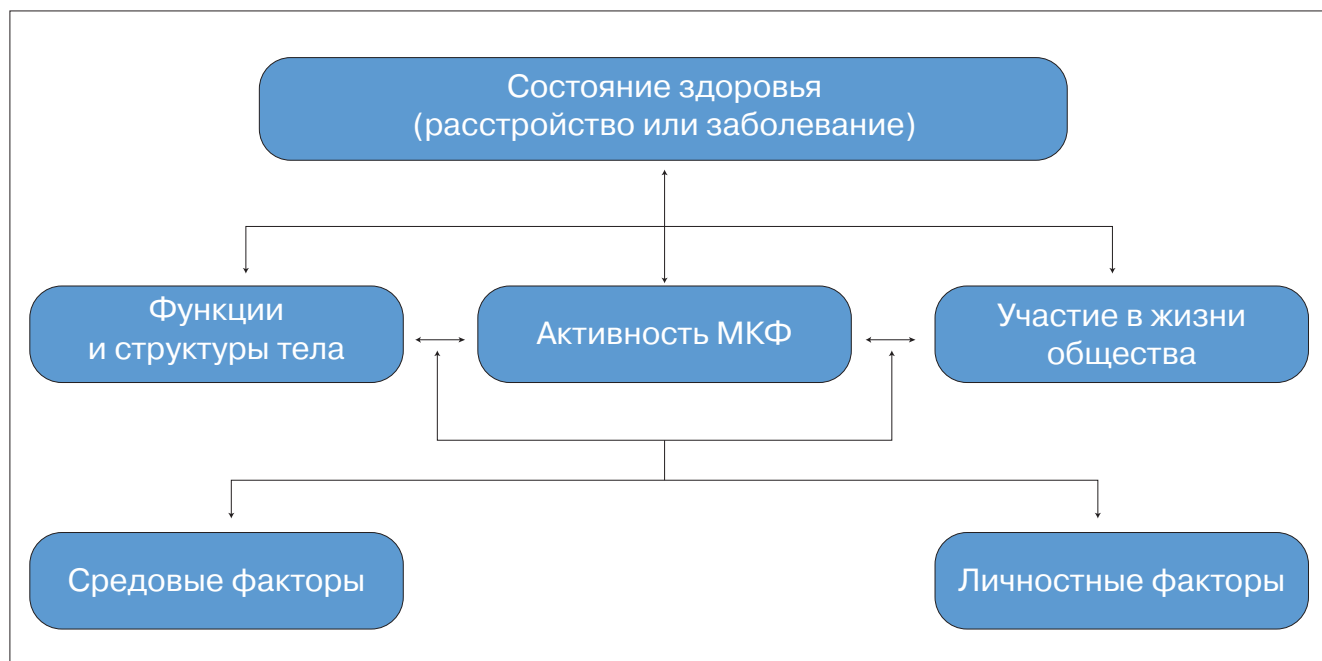 Состояние здоровья
(расстройство или заболевание)
Функции
и структуры тела
Активность МКФ
Участие в жизни
общества
Средовые факторы
Личностные факторы